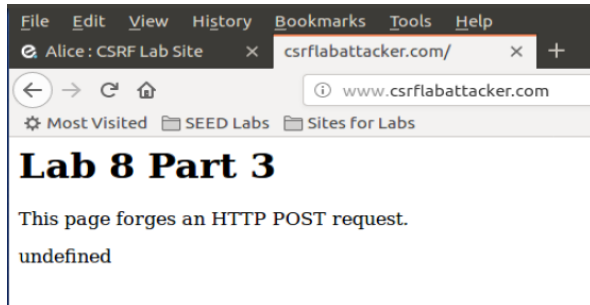 File Edit View History Bookmarks Tools Help
Alice : CSRF Lab Site × csrflabattacker.com/ × +
www.csrflabattacker.com
Most Visited SEED Labs Sites for Labs
Lab 8 Part 3
This page forges an HTTP POST request.
undefined